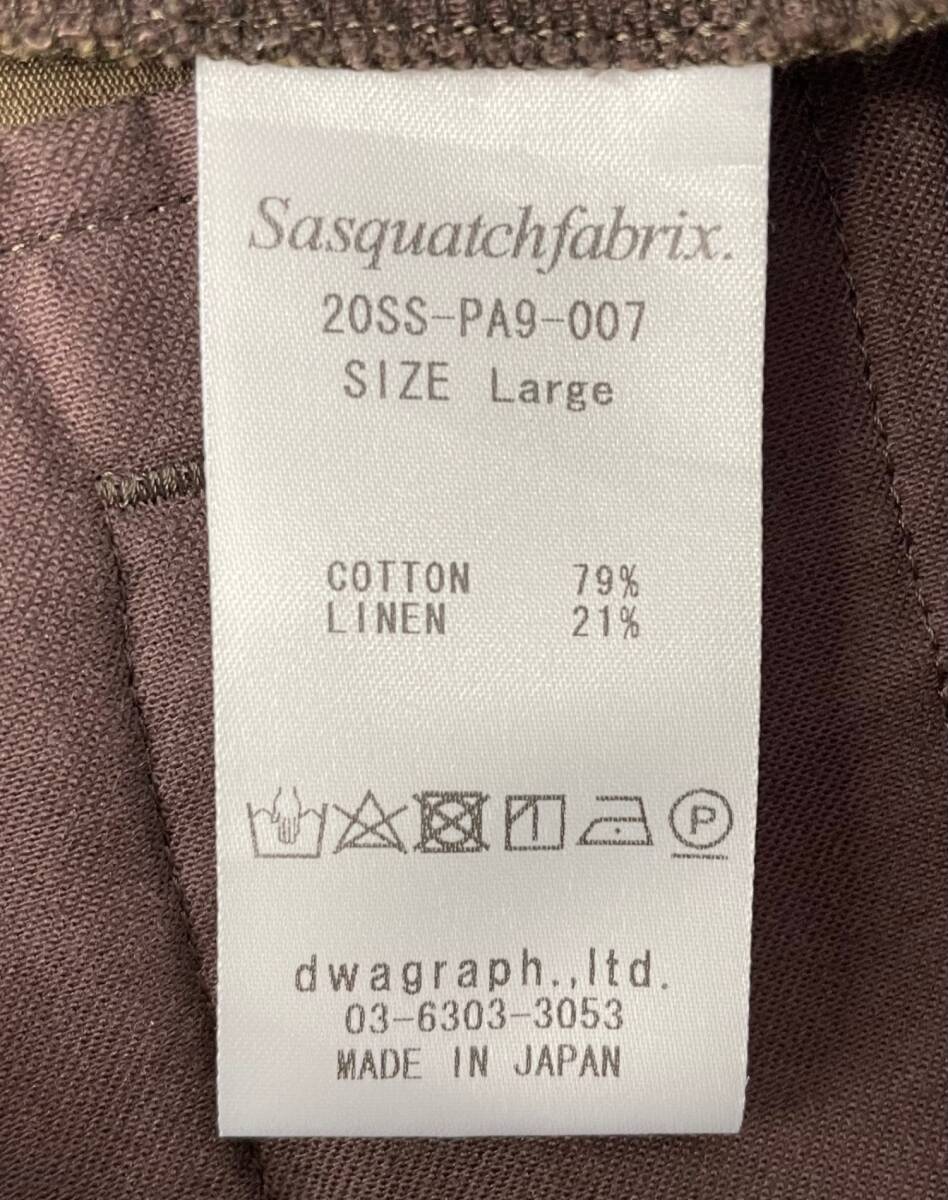 Sasquatchfabrix.
20SS-PA9-007
SIZE Large
COTTON 79%
LINEN 21%
P
dwagraph.,ltd.
03-6303-3053
MADE IN JAPAN